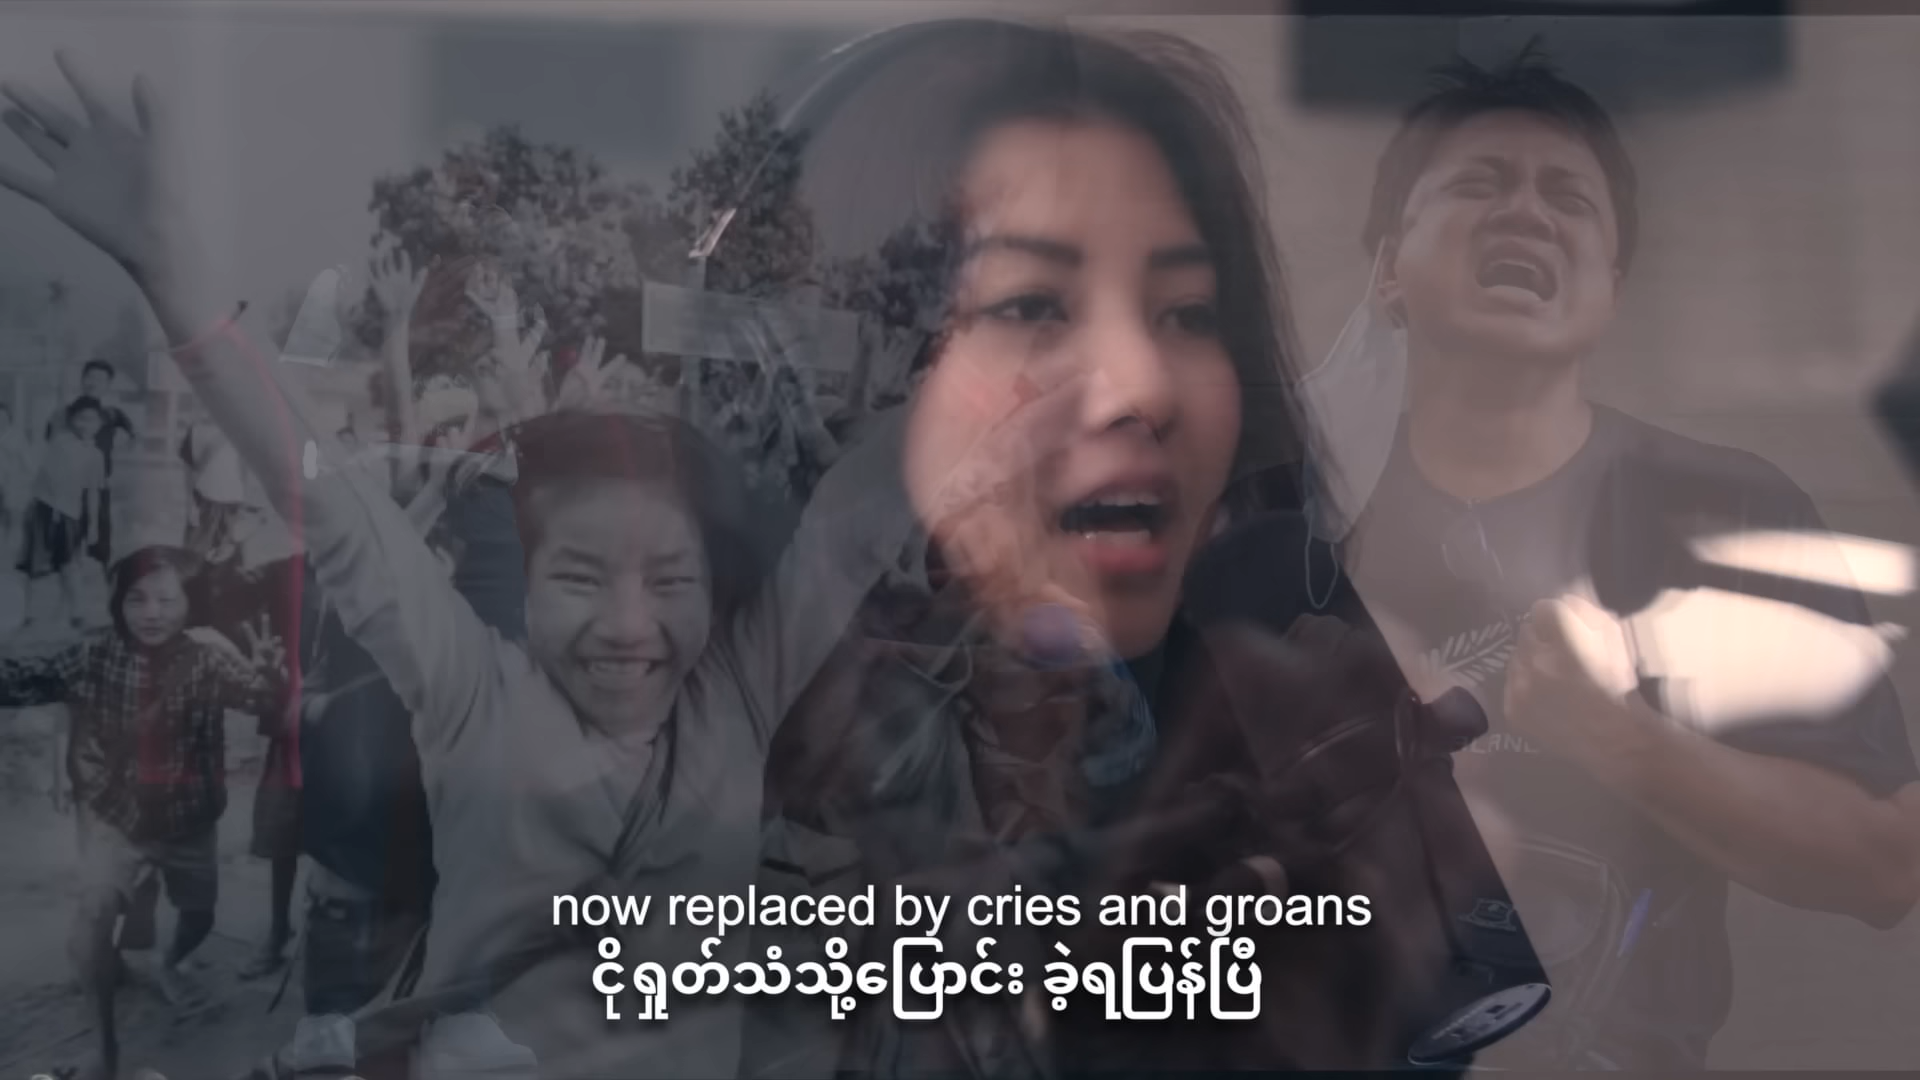 now replaced by cries and groans
ငိုရှုတ်သံသို့ပြောင်း ခဲ့ရပြန်ပြီ